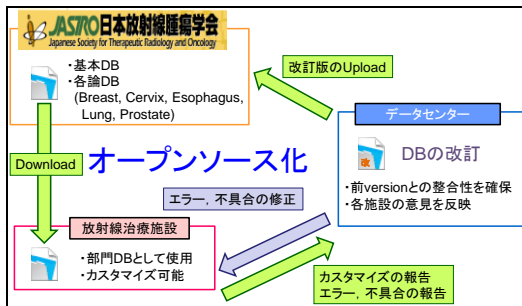 JASTRO日本放射線腫瘍学会
Japanese Society for Therapeutic Radiology and Oncology
・基本DB
・各論DB
(Breast, Cervix, Esophagus,
Lung, Prostate)
改訂版のUpload
データセンター
改
DBの改訂
・前versionとの整合性を確保
・各施設の意見を反映
Download
オープンソース化
エラー，不具合の修正
放射線治療施設
・部門DBとして使用
・カスタマイズ可能
カスタマイズの報告
エラー，不具合の報告